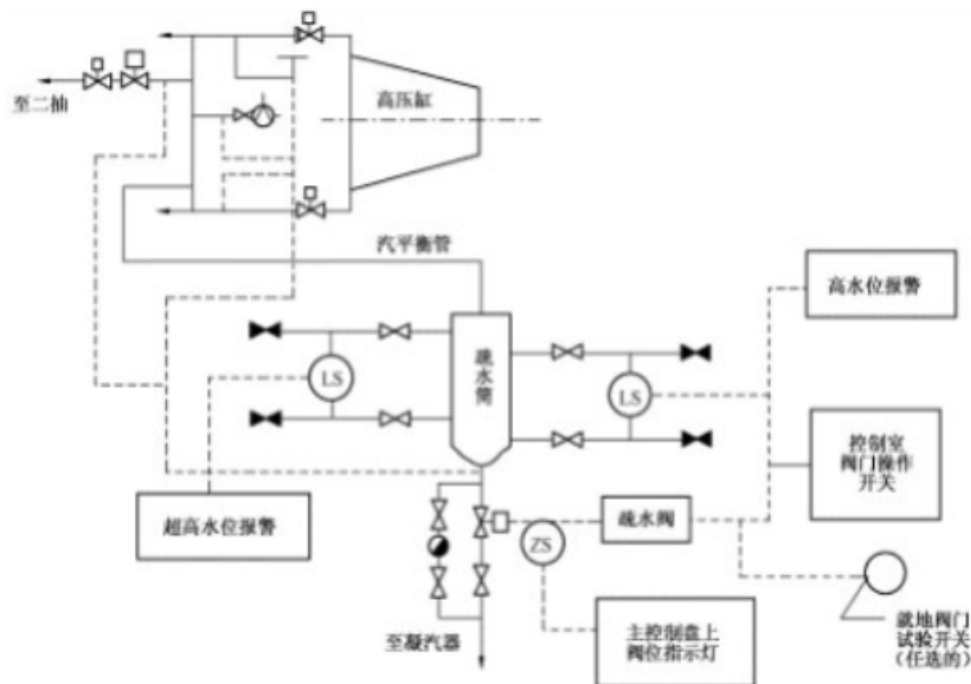 至二抽
高压缸
汽平衡管
高水位报警
疏
水
筒
LS
LS
控制室
阀门操作
开关
超高水位报警
疏水阀
ZS
至凝汽器
主控制盘上
阀位指示灯
就地阀门
试验开关
(任选的)